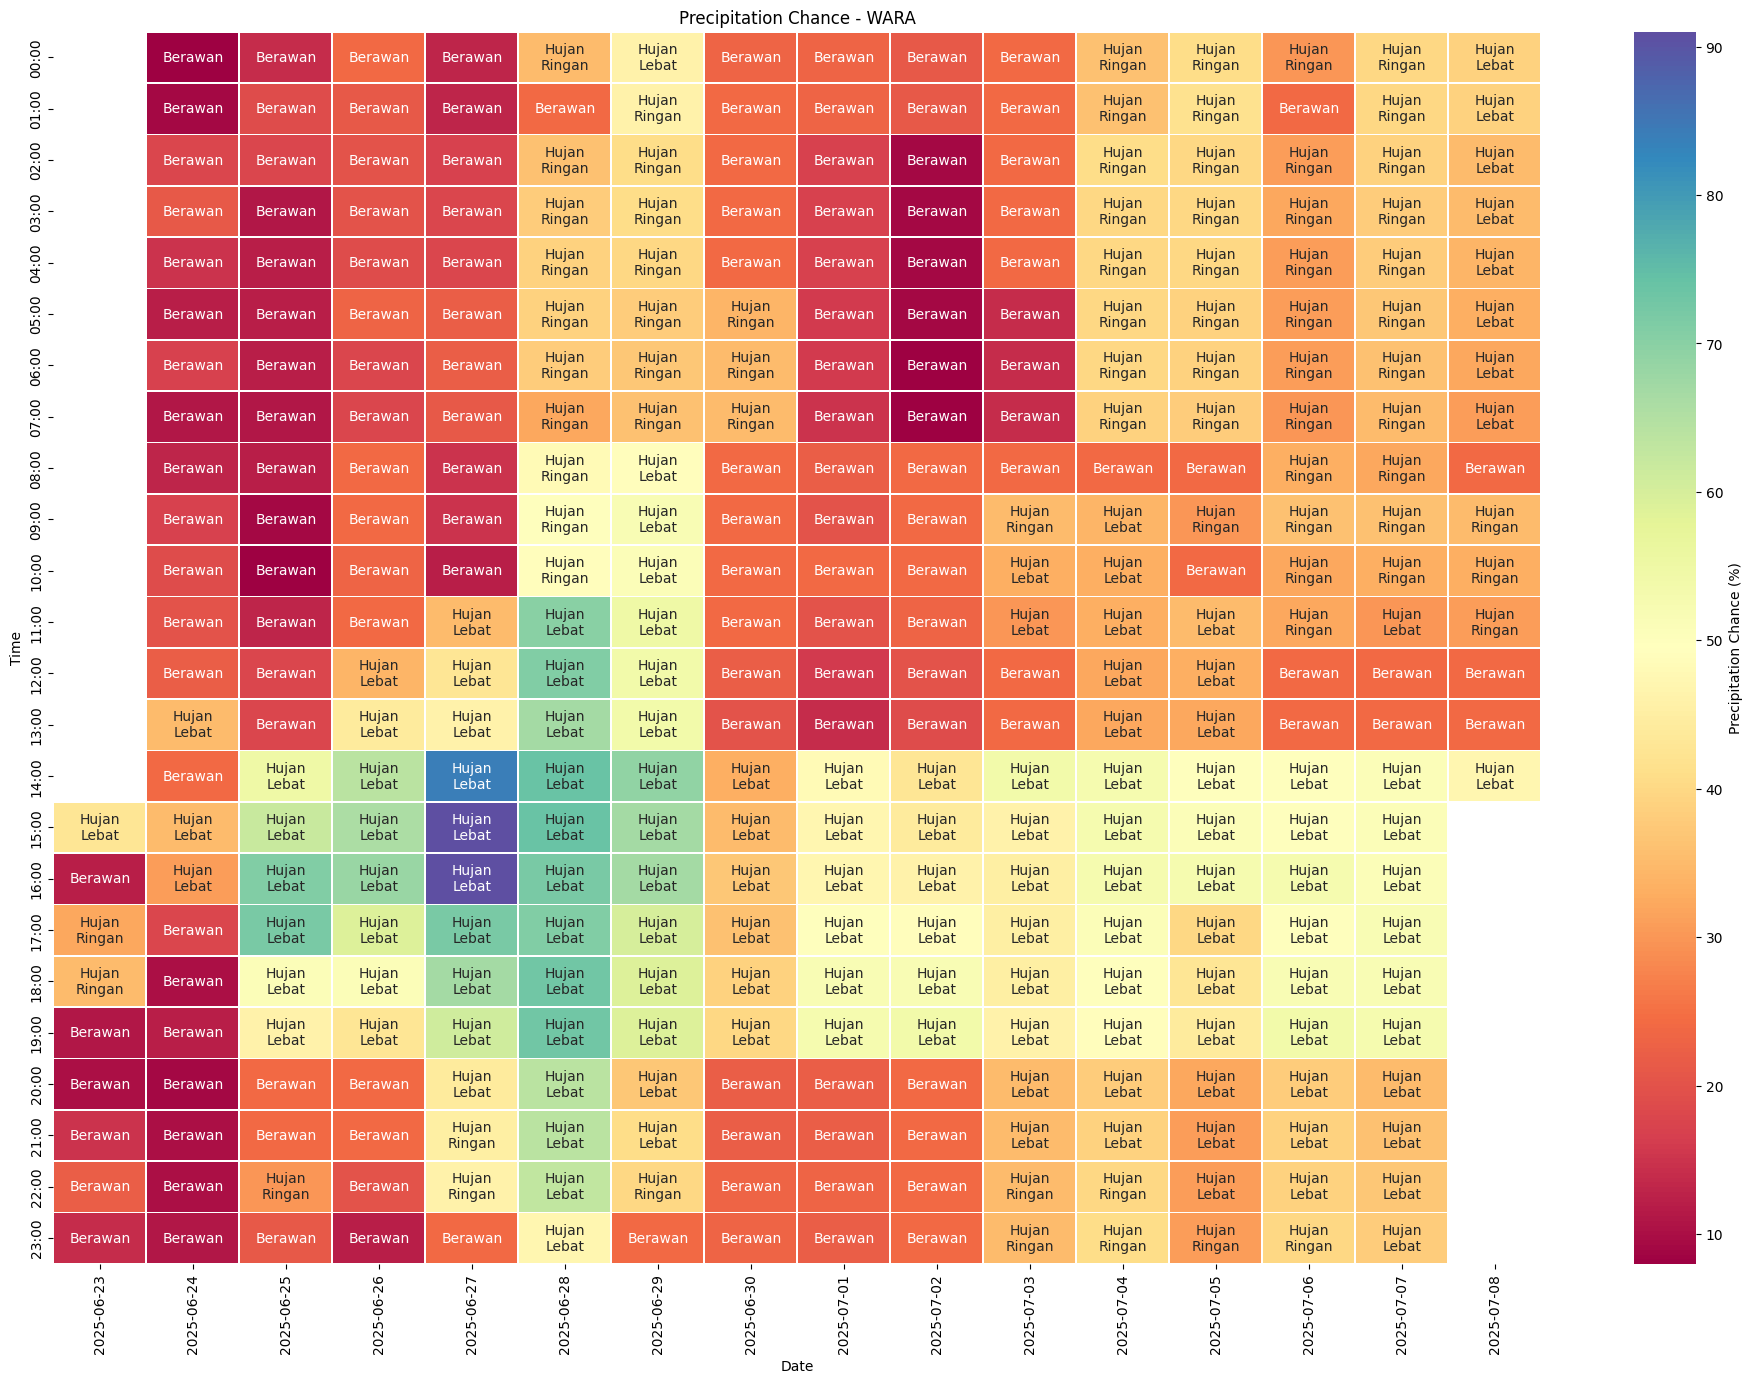 Precipitation Chance - WARA
00:00 Berawan Berawan Berawan Berawan Hujan Ringan Hujan Lebat Berawan Berawan Berawan Berawan Hujan Ringan Hujan Ringan Hujan Ringan Hujan Ringan Hujan Lebat
01:00 Berawan Berawan Berawan Berawan Berawan Hujan Ringan Berawan Berawan Berawan Berawan Hujan Ringan Hujan Ringan Berawan Hujan Ringan Hujan Lebat
02:00 Berawan Berawan Berawan Berawan Hujan Ringan Hujan Ringan Berawan Berawan Berawan Berawan Hujan Ringan Hujan Ringan Hujan Ringan Hujan Ringan Hujan Lebat
03:00 Berawan Berawan Berawan Berawan Hujan Ringan Hujan Ringan Berawan Berawan Berawan Berawan Hujan Ringan Hujan Ringan Hujan Ringan Hujan Ringan Hujan Lebat
04:00 Berawan Berawan Berawan Berawan Hujan Ringan Hujan Ringan Berawan Berawan Berawan Berawan Hujan Ringan Hujan Ringan Hujan Ringan Hujan Ringan Hujan Lebat
05:00 Berawan Berawan Berawan Berawan Hujan Ringan Hujan Ringan Hujan Ringan Berawan Berawan Berawan Hujan Ringan Hujan Ringan Hujan Ringan Hujan Ringan Hujan Lebat
06:00 Berawan Berawan Berawan Berawan Hujan Ringan Hujan Ringan Hujan Ringan Berawan Berawan Berawan Hujan Ringan Hujan Ringan Hujan Ringan Hujan Ringan Hujan Lebat
07:00 Berawan Berawan Berawan Berawan Hujan Ringan Hujan Ringan Hujan Ringan Berawan Berawan Berawan Hujan Ringan Hujan Ringan Hujan Ringan Hujan Ringan Hujan Lebat
08:00 Berawan Berawan Berawan Berawan Hujan Ringan Hujan Lebat Berawan Berawan Berawan Berawan Berawan Berawan Hujan Ringan Hujan Ringan Berawan
09:00 Berawan Berawan Berawan Berawan Hujan Ringan Hujan Lebat Berawan Berawan Berawan Hujan Ringan Hujan Lebat Hujan Ringan Hujan Ringan Hujan Ringan Hujan Ringan
10:00 Berawan Berawan Berawan Berawan Hujan Ringan Hujan Lebat Berawan Berawan Berawan Hujan Lebat Hujan Lebat Berawan Hujan Ringan Hujan Ringan Hujan Ringan
11:00 Berawan Berawan Berawan Hujan Lebat Hujan Lebat Hujan Lebat Berawan Berawan Berawan Hujan Lebat Hujan Lebat Hujan Lebat Hujan Ringan Hujan Lebat Hujan Ringan
12:00 Berawan Berawan Hujan Lebat Hujan Lebat Hujan Lebat Hujan Lebat Berawan Berawan Berawan Berawan Hujan Lebat Hujan Lebat Berawan Berawan Berawan
13:00 Hujan Lebat Berawan Hujan Lebat Hujan Lebat Hujan Lebat Hujan Lebat Berawan Berawan Berawan Berawan Hujan Lebat Hujan Lebat Berawan Berawan Berawan
14:00 Berawan Hujan Lebat Hujan Lebat Hujan Lebat Hujan Lebat Hujan Lebat Hujan Lebat Hujan Lebat Hujan Lebat Hujan Lebat Hujan Lebat Hujan Lebat Hujan Lebat Hujan Lebat Hujan Lebat
15:00 Hujan Lebat Hujan Lebat Hujan Lebat Hujan Lebat Hujan Lebat Hujan Lebat Hujan Lebat Hujan Lebat Hujan Lebat Hujan Lebat Hujan Lebat Hujan Lebat Hujan Lebat Hujan Lebat Hujan Lebat
16:00 Berawan Hujan Lebat Hujan Lebat Hujan Lebat Hujan Lebat Hujan Lebat Hujan Lebat Hujan Lebat Hujan Lebat Hujan Lebat Hujan Lebat Hujan Lebat Hujan Lebat Hujan Lebat Hujan Lebat
17:00 Hujan Ringan Berawan Hujan Lebat Hujan Lebat Hujan Lebat Hujan Lebat Hujan Lebat Hujan Lebat Hujan Lebat Hujan Lebat Hujan Lebat Hujan Lebat Hujan Lebat Hujan Lebat Hujan Lebat
18:00 Hujan Ringan Berawan Hujan Lebat Hujan Lebat Hujan Lebat Hujan Lebat Hujan Lebat Hujan Lebat Hujan Lebat Hujan Lebat Hujan Lebat Hujan Lebat Hujan Lebat Hujan Lebat Hujan Lebat
19:00 Berawan Berawan Hujan Lebat Hujan Lebat Hujan Lebat Hujan Lebat Hujan Lebat Hujan Lebat Hujan Lebat Hujan Lebat Hujan Lebat Hujan Lebat Hujan Lebat Hujan Lebat Hujan Lebat
20:00 Berawan Berawan Berawan Berawan Hujan Lebat Hujan Lebat Hujan Lebat Berawan Berawan Berawan Hujan Lebat Hujan Lebat Hujan Lebat Hujan Lebat Hujan Lebat
21:00 Berawan Berawan Berawan Berawan Hujan Ringan Hujan Lebat Hujan Lebat Berawan Berawan Berawan Hujan Lebat Hujan Lebat Hujan Lebat Hujan Lebat Hujan Lebat
22:00 Berawan Berawan Hujan Ringan Berawan Hujan Ringan Hujan Lebat Hujan Ringan Berawan Berawan Berawan Hujan Ringan Hujan Ringan Hujan Lebat Hujan Lebat Hujan Lebat
23:00 Berawan Berawan Berawan Berawan Berawan Hujan Lebat Berawan Berawan Berawan Berawan Hujan Ringan Hujan Ringan Hujan Ringan Hujan Ringan Hujan Lebat
Time
2025-06-23 2025-06-24 2025-06-25 2025-06-26 2025-06-27 2025-06-28 2025-06-29 2025-06-30 2025-07-01 2025-07-02 2025-07-03 2025-07-04 2025-07-05 2025-07-06 2025-07-07 2025-07-08
Date
90
80
70
60
50
40
30
20
10
Precipitation Chance (%)